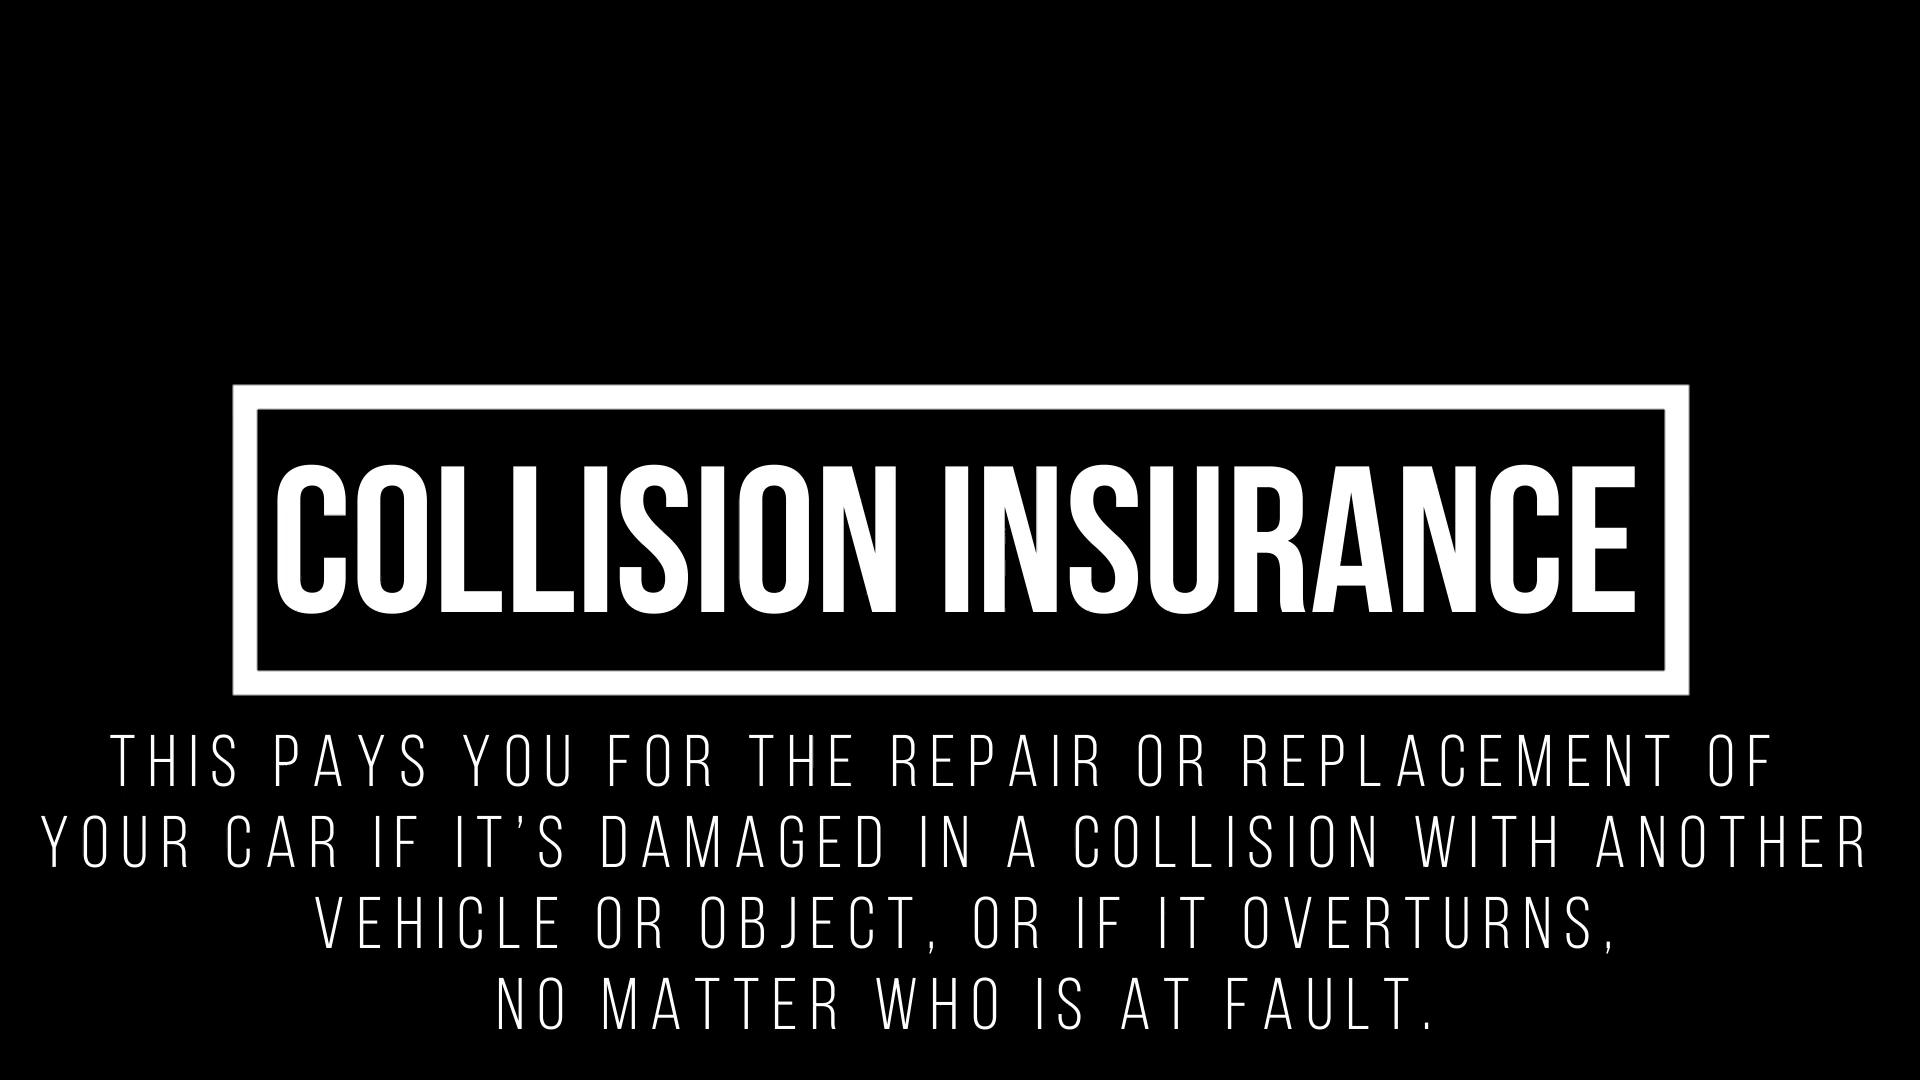 COLLISION INSURANCE
THIS PAYS YOU FOR THE REPAIR OR REPLACEMENT OF
YOUR CAR IF IT’S DAMAGED IN A COLLISION WITH ANOTHER
VEHICLE OR OBJECT, OR IF IT OVERTURNS,
NO MATTER WHO IS AT FAULT.